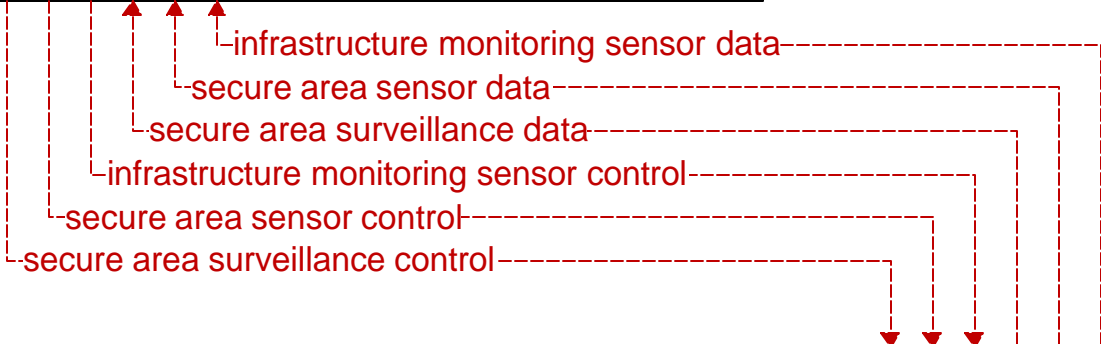 infrastructure monitoring sensor data
secure area sensor data
secure area surveillance data
infrastructure monitoring sensor control
secure area sensor control
secure area surveillance control